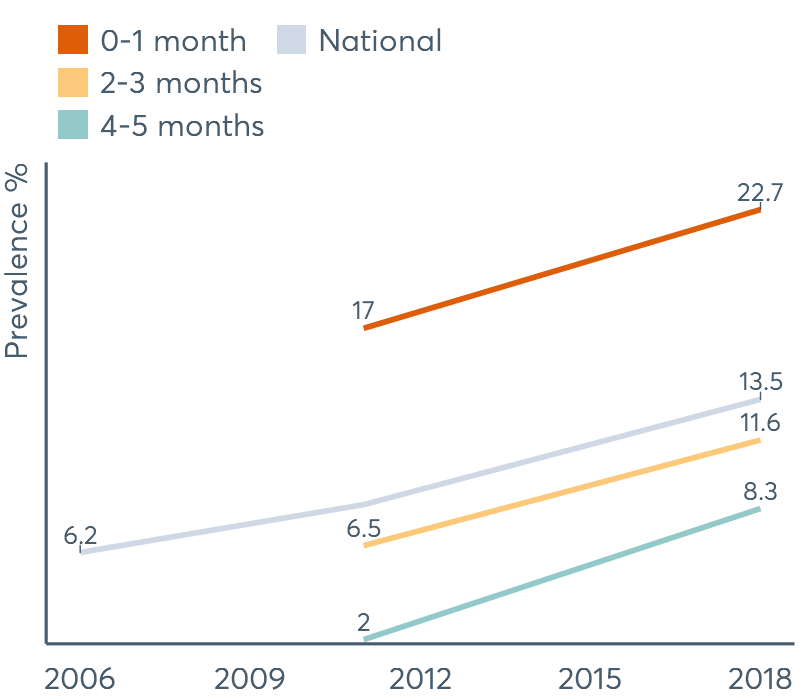 0-1 month
National
2-3 months
4-5 months
Prevalence %
22.7
17
13.5
11.6
8.3
6.2
6.5
2
2006 2009 2012 2015 2018